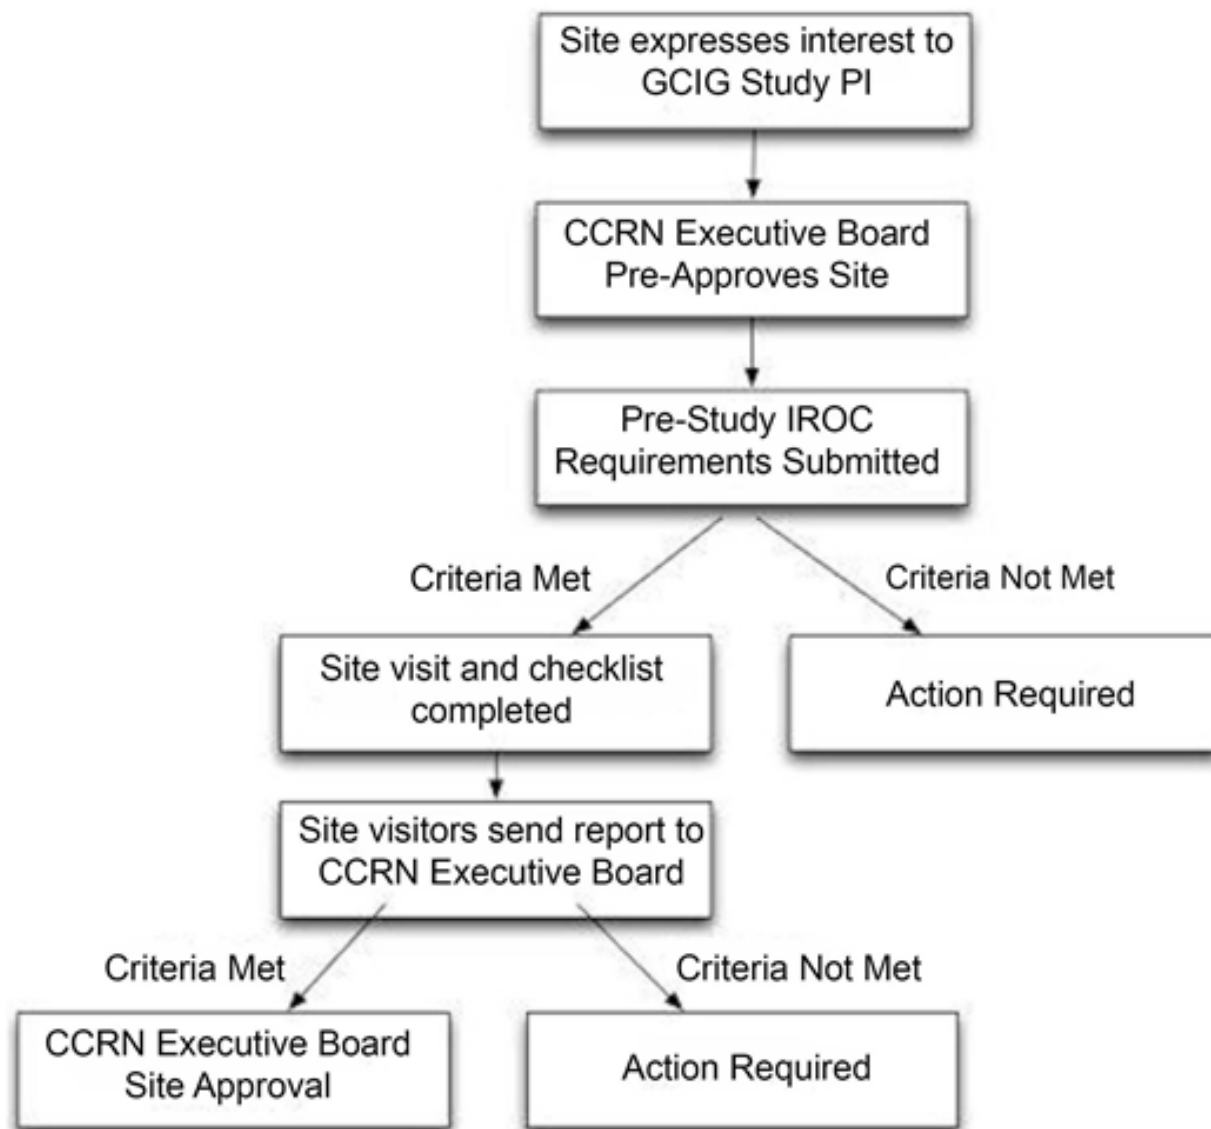 Site expresses interest to
GCIG Study PI
CCRN Executive Board
Pre-Approves Site
Pre-Study IROC
Requirements Submitted
Criteria Met
Criteria Not Met
Site visit and checklist
completed
Action Required
Site visitors send report to
CCRN Executive Board
Criteria Met
Criteria Not Met
CCRN Executive Board
Site Approval
Action Required